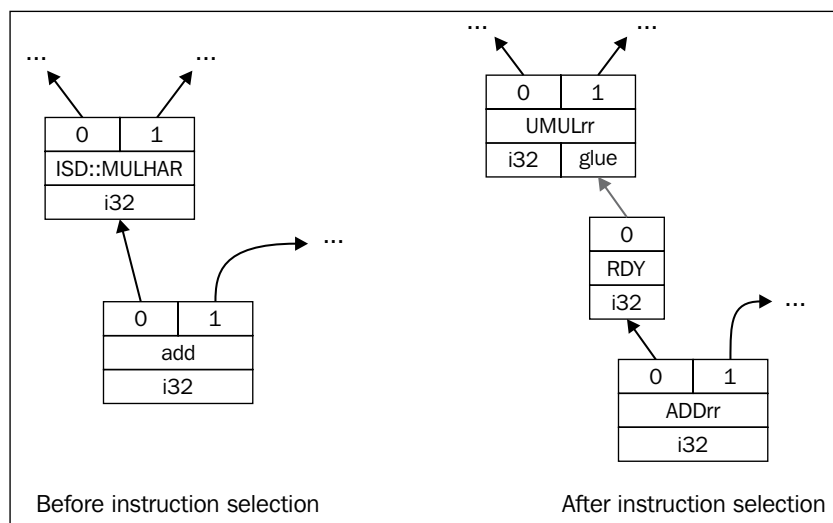 ... ...
0 1
ISD::MULHAR
i32
...
0 1
add
i32
Before instruction selection
... ...
0 1
UMULrr
i32 glue
0
RDY
i32
...
0 1
ADDrr
i32
After instruction selection